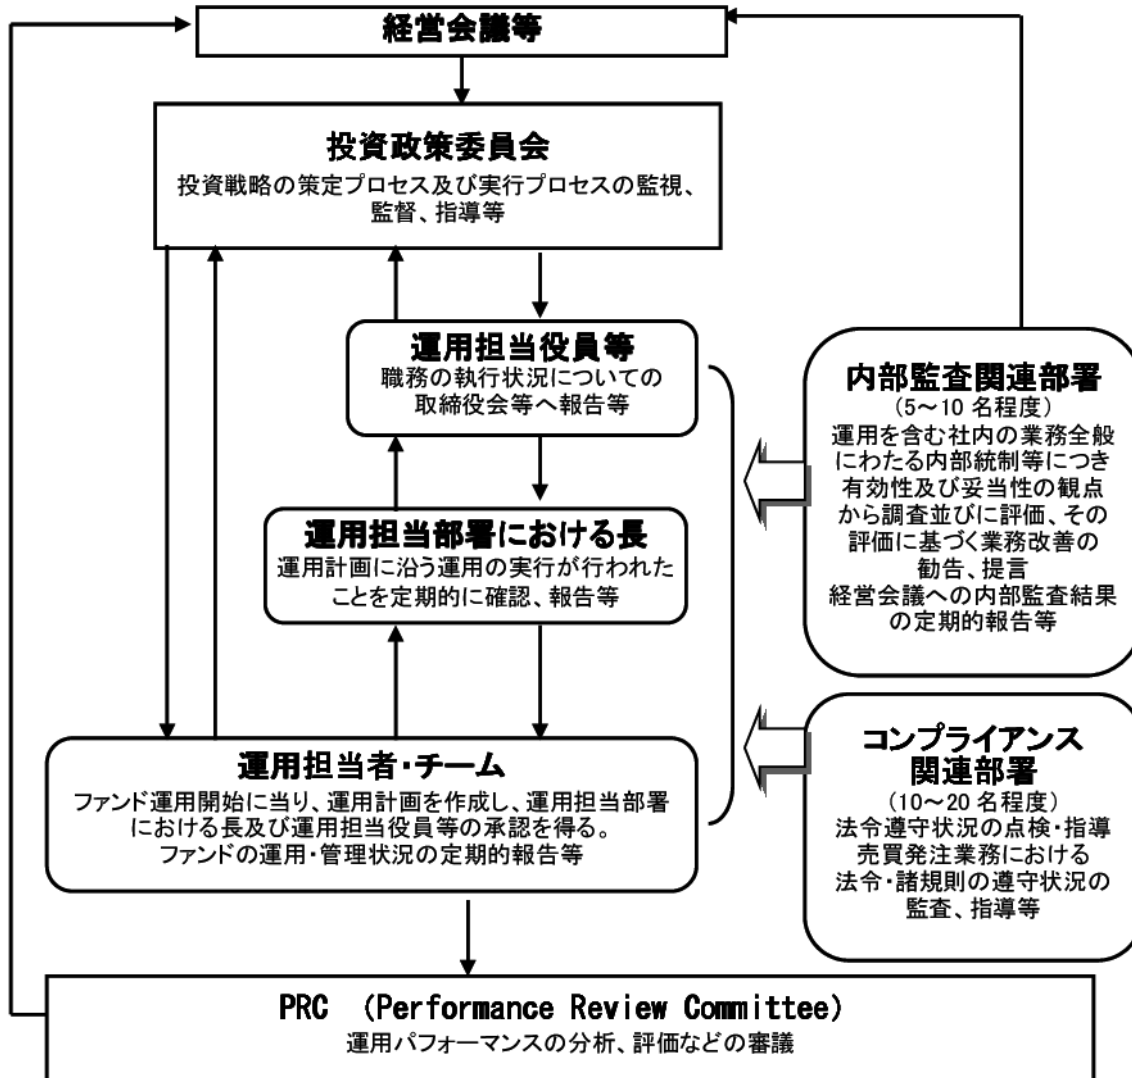 経営会議等
投資政策委員会
投資戦略の策定プロセス及び実行プロセスの監視、
監督、指導等
運用担当役員等
職務の執行状況についての
取締役会等へ報告等
運用担当部署における長
運用計画に沿う運用の実行が行われた
ことを定期的に確認、報告等
運用担当者・チーム
ファンド運用開始に当り、運用計画を作成し、運用担当部署
における長及び運用担当役員等の承認を得る。
ファンドの運用・管理状況の定期的報告等
内部監査関連部署
(5～10 名程度)
運用を含む社内の業務全般
にわたる内部統制等につき
有効性及び妥当性の観点
から調査並びに評価、その
評価に基づく業務改善の
勧告、提言
経営会議への内部監査結果
の定期的報告等
コンプライアンス
関連部署
(10～20 名程度)
法令遵守状況の点検・指導
売買発注業務における
法令・諸規則の遵守状況の
監査、指導等
PRC (Performance Review Committee)
運用パフォーマンスの分析、評価などの審議